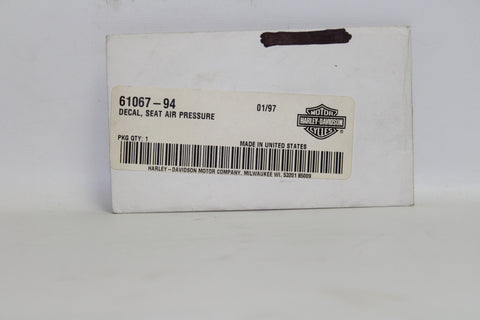 61067-94
01/97
DECAL, SEAT AIR PRESSURE
MOTOR
HARLEY-DAVIDSON
CYCLES
®
PKG QTY: 1
MADE IN UNITED STATES
HARLEY-DAVIDSON MOTOR COMPANY, MILWAUKEE WI. 53201